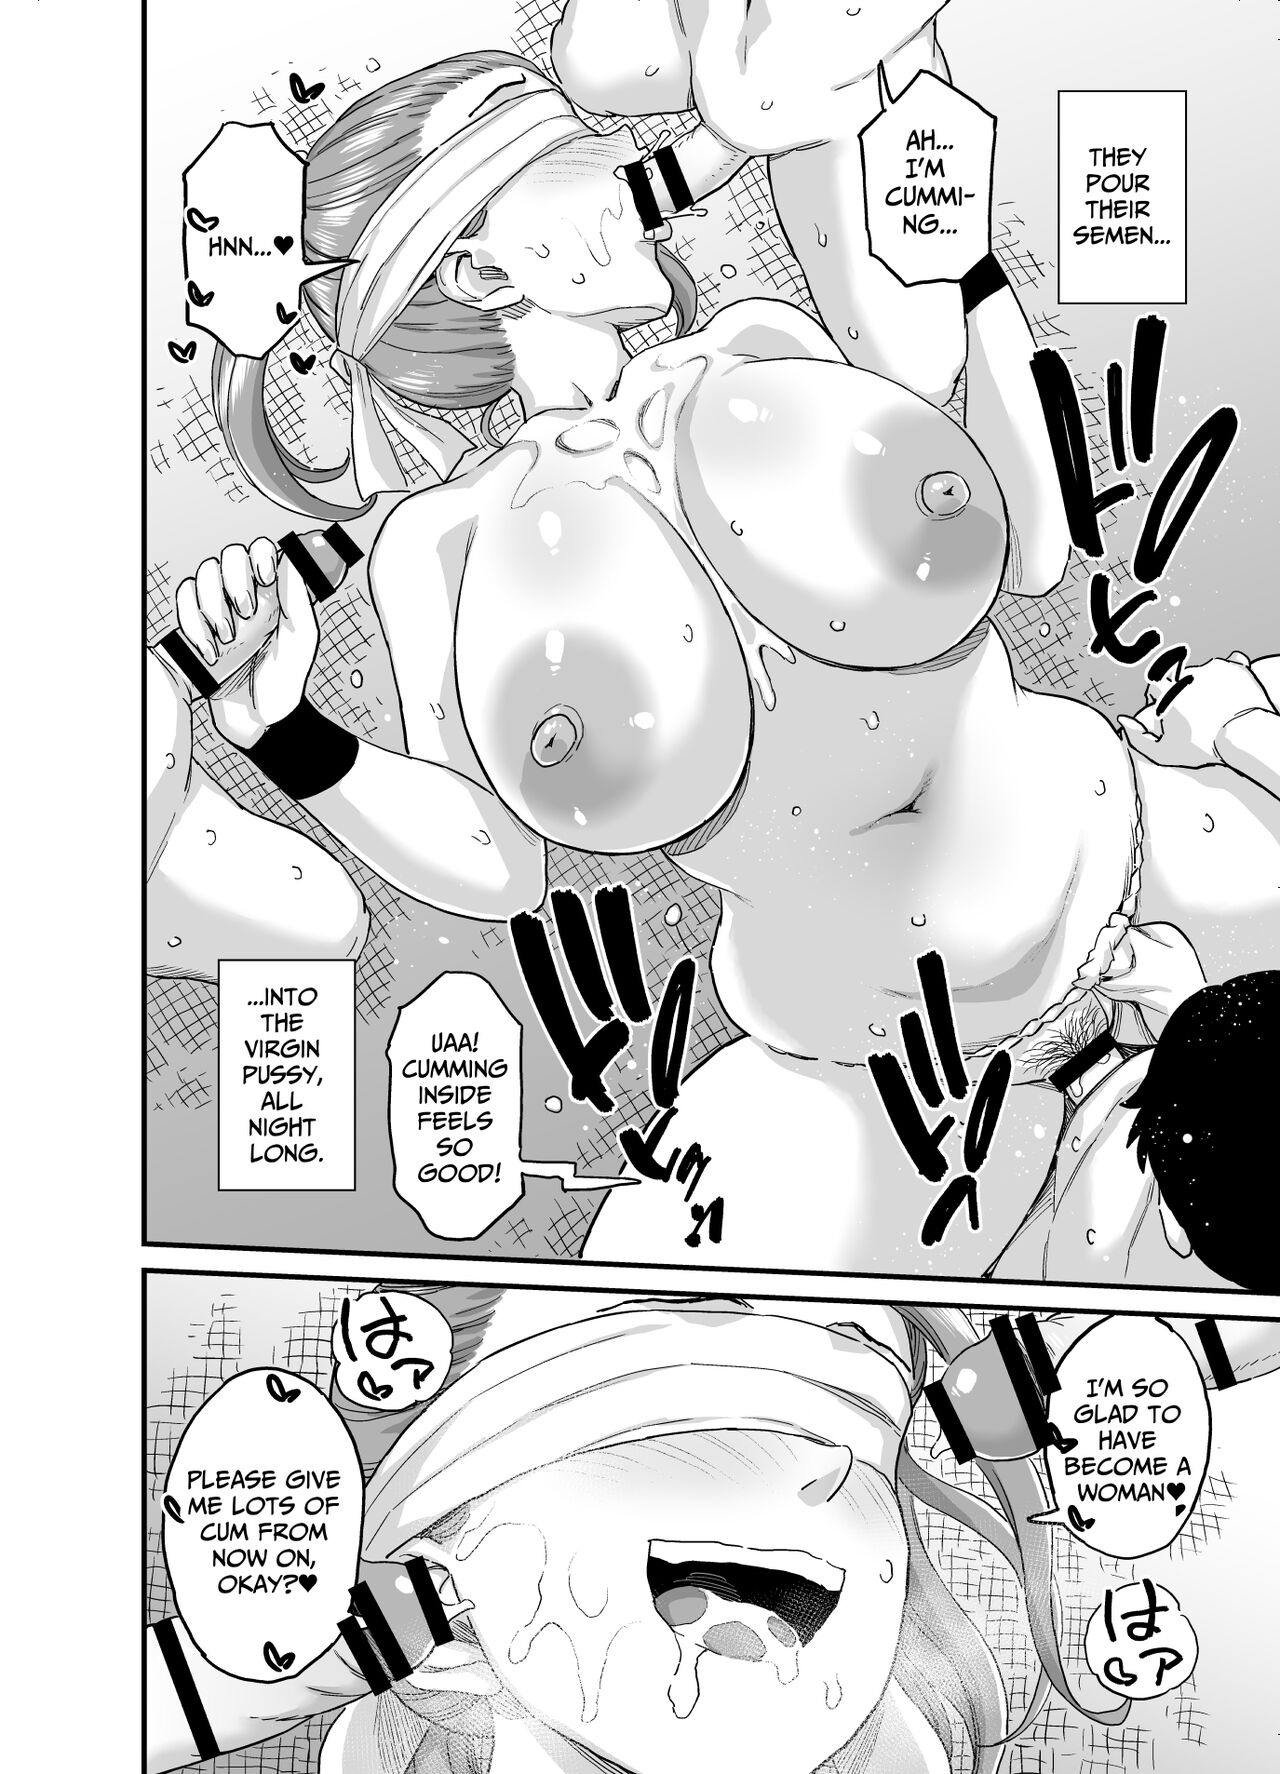 THEY
POUR
THEIR
SEMEN...
AH...
I'M
CUMMI-
NG...
HNN...♥
UAA!
CUMMING
INSIDE
FEELS
SO
GOOD!
...INTO
THE
VIRGIN
PUSSY,
ALL
NIGHT
LONG.
I'M SO
GLAD TO
HAVE
BECOME A
WOMAN♥
はァ
はァ
PLEASE GIVE
ME LOTS OF
CUM FROM
NOW ON,
OKAY?♥